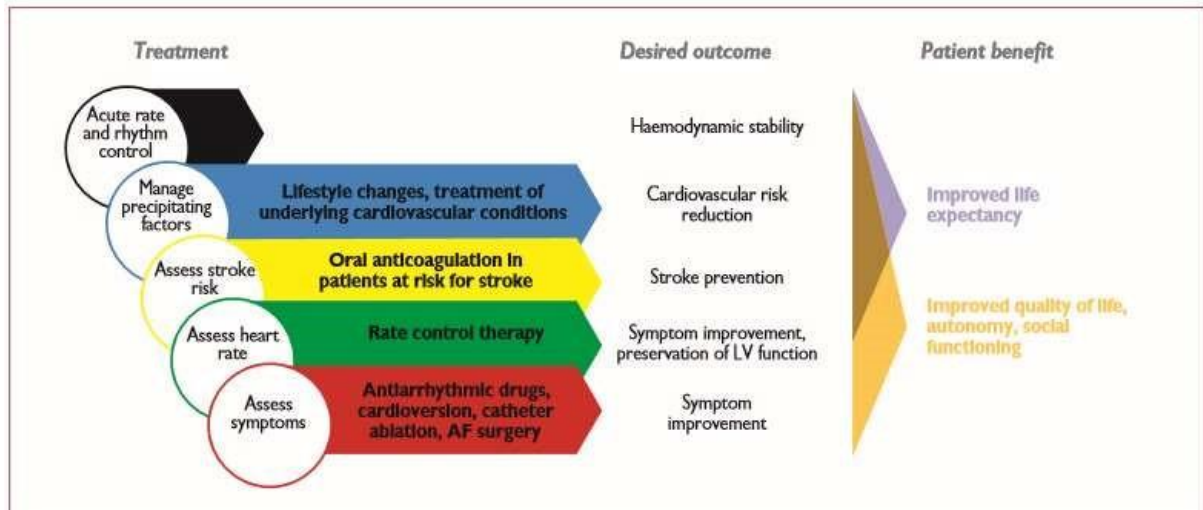 Treatment
Desired outcome
Patient benefit
Acute rate
and rhythm
control
Haemodynamic stability
Manage
precipitating
factors
Lifestyle changes, treatment of
underlying cardiovascular conditions
Cardiovascular risk
reduction
Improved life
expectancy
Assess stroke
risk
Oral anticoagulation in
patients at risk for stroke
Stroke prevention
Assess heart
rate
Rate control therapy
Symptom improvement,
preservation of LV function
Improved quality of life,
autonomy, social
functioning
Assess
symptoms
Antiarrhythmic drugs,
cardioversion, catheter
ablation, AF surgery
Symptom
improvement